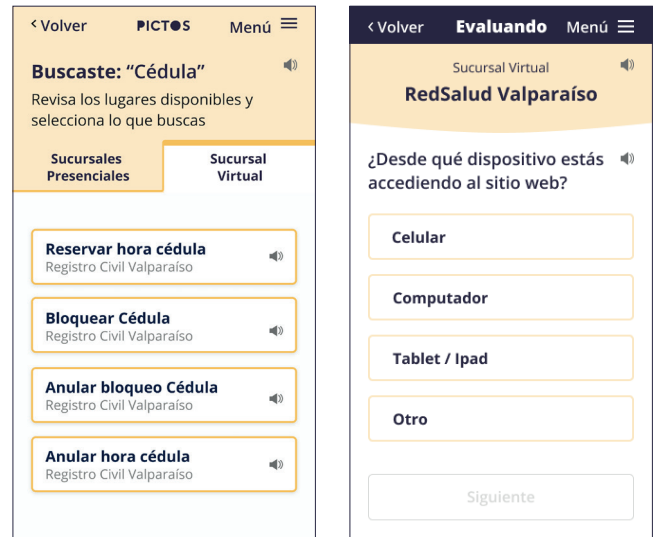 < Volver PICTOS Menú
Buscaste: “Cédula”
Revisa los lugares disponibles y
selecciona lo que buscas
Sucursales
Presenciales
Sucursal
Virtual
Reservar hora cédula
Registro Civil Valparaíso
Bloquear Cédula
Registro Civil Valparaíso
Anular bloqueo Cédula
Registro Civil Valparaíso
Anular hora cédula
Registro Civil Valparaíso
< Volver Evaluando Menú
Sucursal Virtual
RedSalud Valparaíso
¿Desde qué dispositivo estás
accediendo al sitio web?
Celular
Computador
Tablet / Ipad
Otro
Siguiente